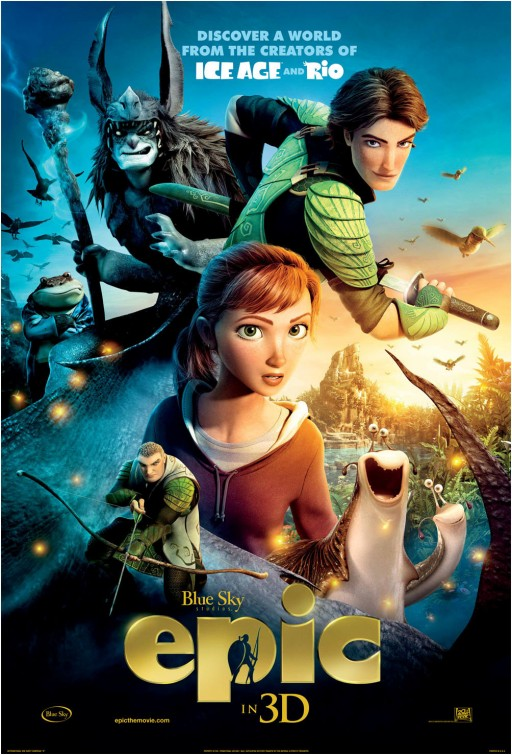 DISCOVER A WORLD
FROM THE CREATORS OF
ICE AGE AND RIO
Blue Sky
STUDIOS
epic
IN 3D
Blue Sky
epicthemovie.com